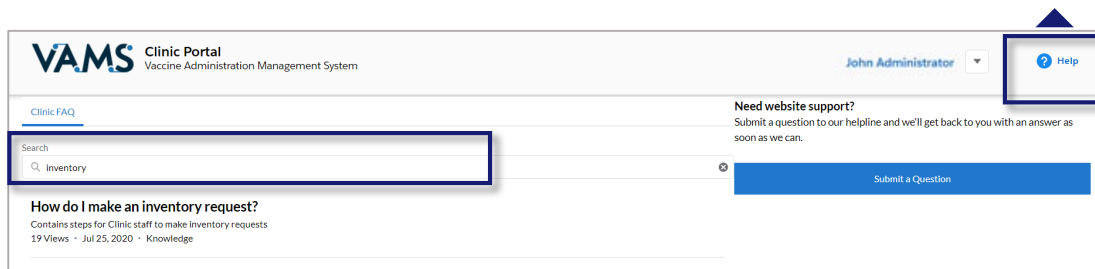 VAMS
Clinic Portal
Vaccine Administration Management System
John Administrator
? Help
Clinic FAQ
Search
inventory
How do I make an inventory request?
Contains steps for Clinic staff to make inventory requests
19 Views • Jul 25, 2020 • Knowledge
Need website support?
Submit a question to our helpline and we'll get back to you with an answer as
soon as we can.
Submit a Question